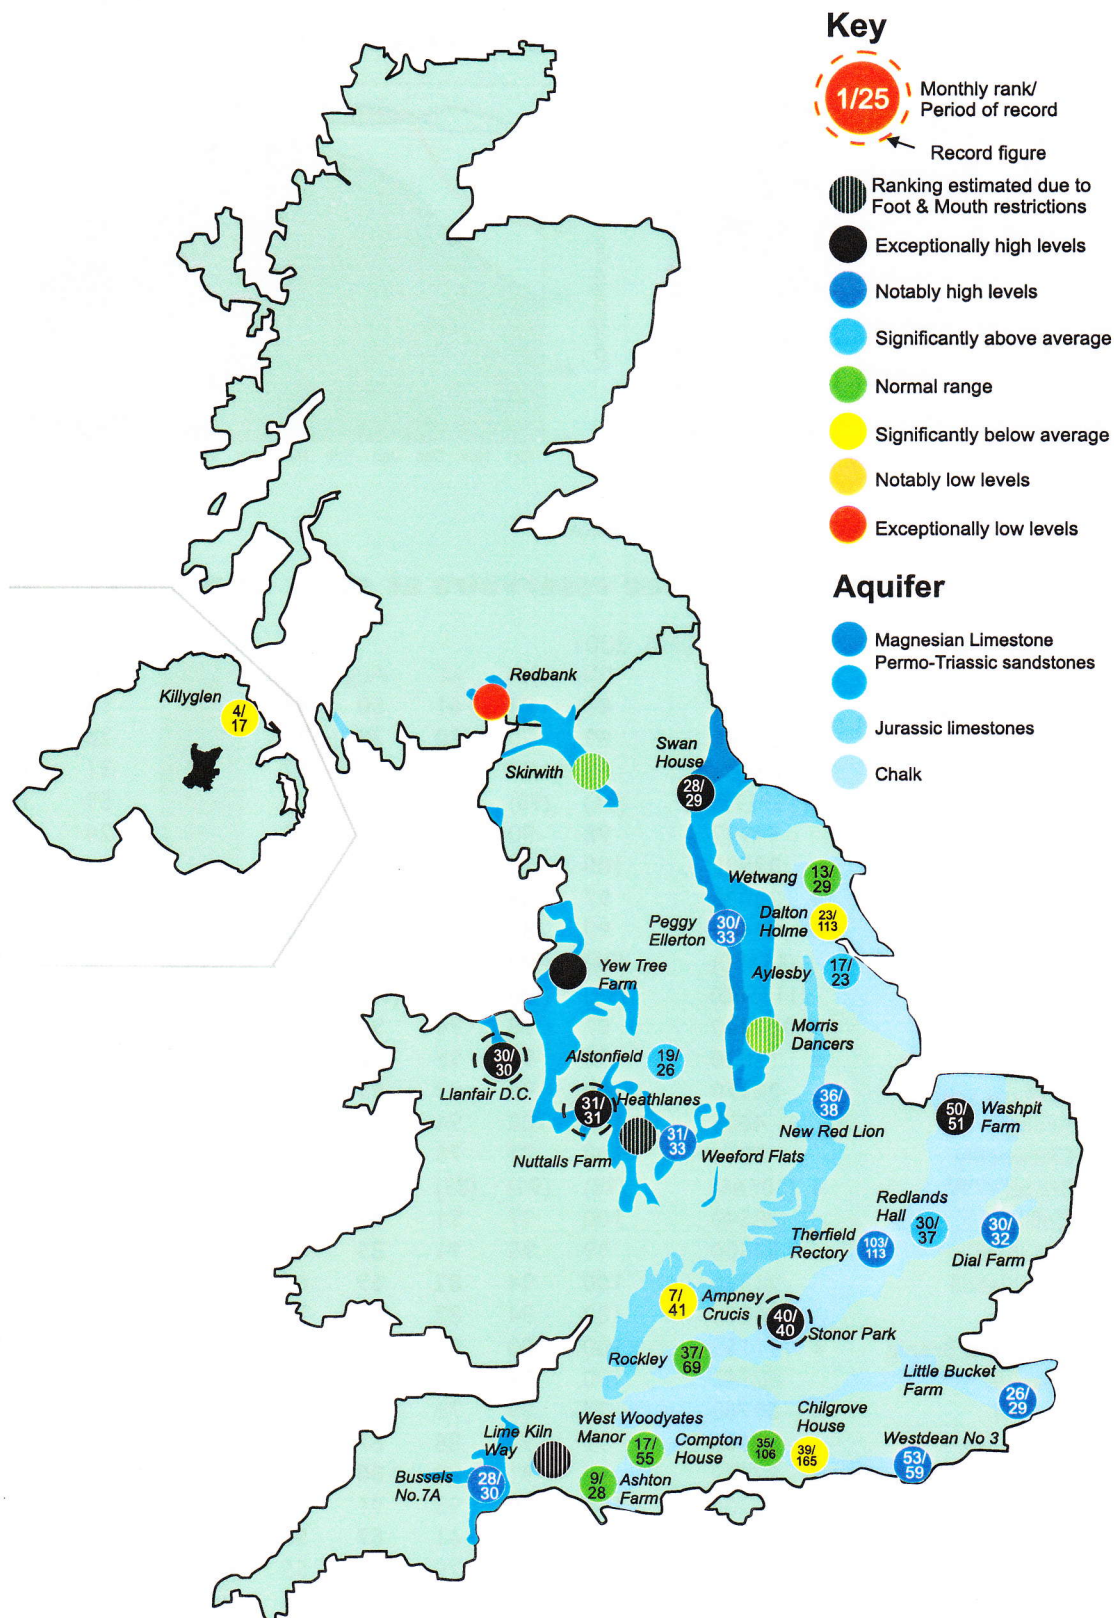 Key
1/25
Monthly rank/
Period of record
Record figure
Ranking estimated due to
Foot & Mouth restrictions
Exceptionally high levels
Notably high levels
Significantly above average
Normal range
Significantly below average
Notably low levels
Exceptionally low levels
Aquifer
Magnesian Limestone
Permo-Triassic sandstones
Jurassic limestones
Chalk
Killyglen
4/
17
Redbank
Skirwith
Swan
House
28/
29
Wetwang
13/
29
Peggy
Ellerton
30/
33
Dalton
Holme
23/
113
Aylesby
17/
23
Yew Tree
Farm
Morris
Dancers
30/
30
Llanfair D.C.
Alstonfield
19/
26
31/
31
Heathlanes
Nuttalls Farm
31/
33
Weeford Flats
36/
38
New Red Lion
50/
51
Washpit
Farm
Redlands
Hall
30/
37
Therfield
Rectory
103/
113
30/
32
Dial Farm
7/
41
Ampney
Crucis
40/
40
Stonor Park
Rockley
37/
69
Little Bucket
Farm
26/
29
Chilgrove
House
39/
165
West Woodyates
Manor
17/
55
Compton
House
35/
106
Westdean No 3
53/
59
Lime Kiln
Way
Bussels
No.7A
28/
30
9/
28
Ashton
Farm